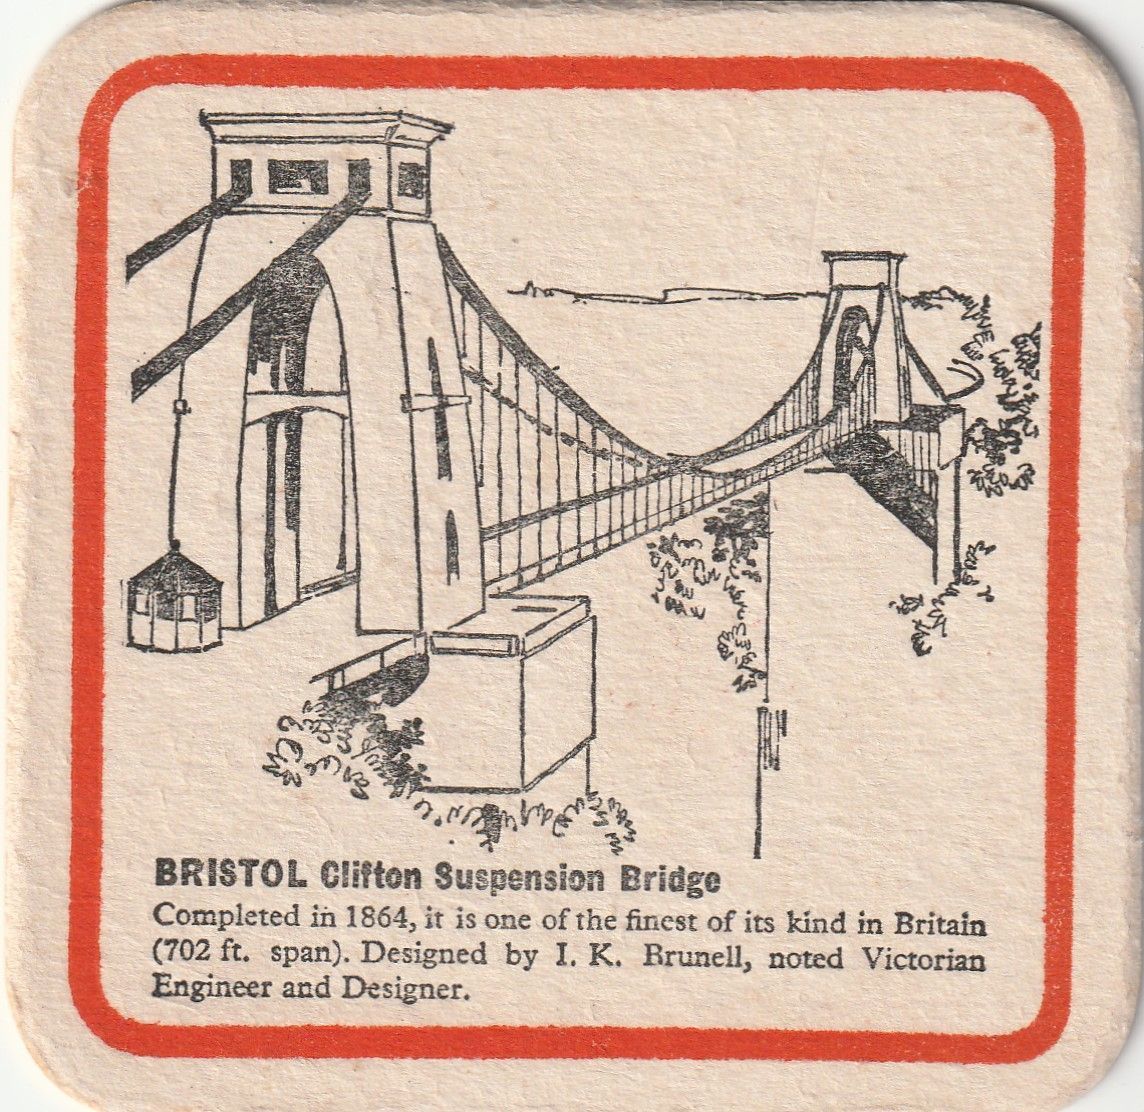 BRISTOL Clifton Suspension Bridge
Completed in 1864, it is one of the finest of its kind in Britain
(702 ft. span). Designed by I. K. Brunell, noted Victorian
Engineer and Designer.